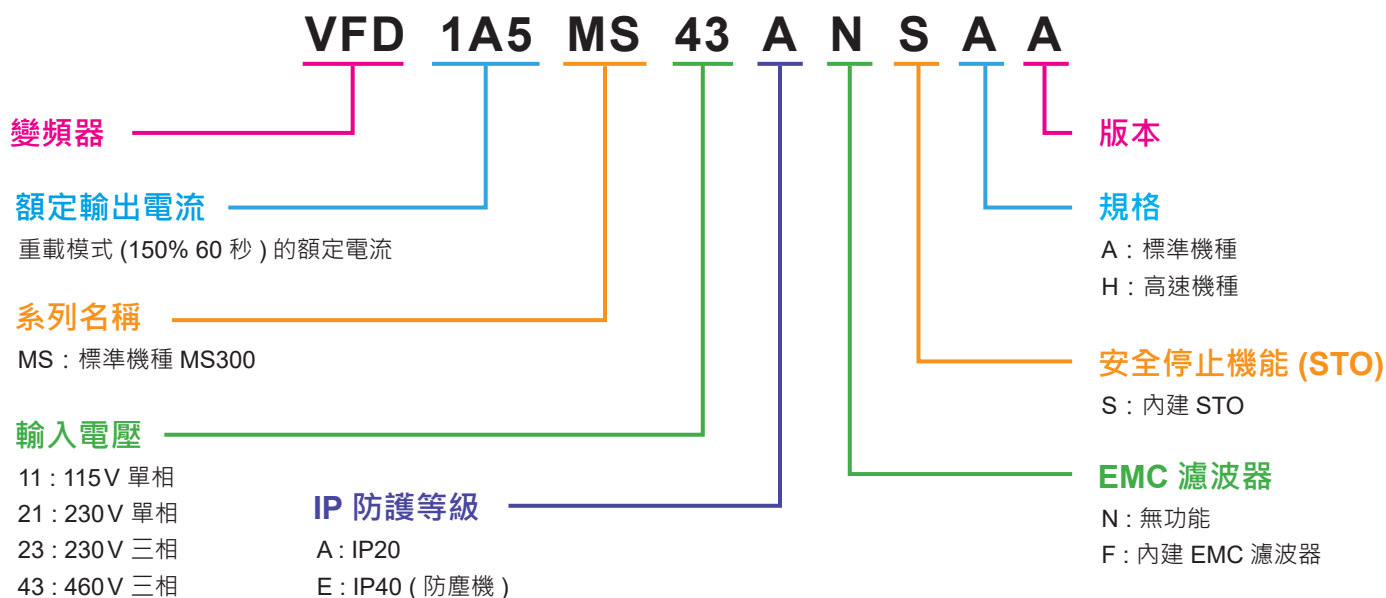 VFD 1A5 MS 43 A N S A A
變頻器
額定輸出電流
重載模式 (150% 60 秒 ) 的額定電流
系列名稱
MS：標準機種 MS300
輸入電壓
11 : 115V 單相
21 : 230V 單相
23 : 230V 三相
43 : 460V 三相
IP 防護等級
A : IP20
E : IP40 ( 防塵機 )
版本
規格
A：標準機種
H：高速機種
安全停止機能 (STO)
S：內建 STO
EMC 濾波器
N : 無功能
F : 內建 EMC 濾波器